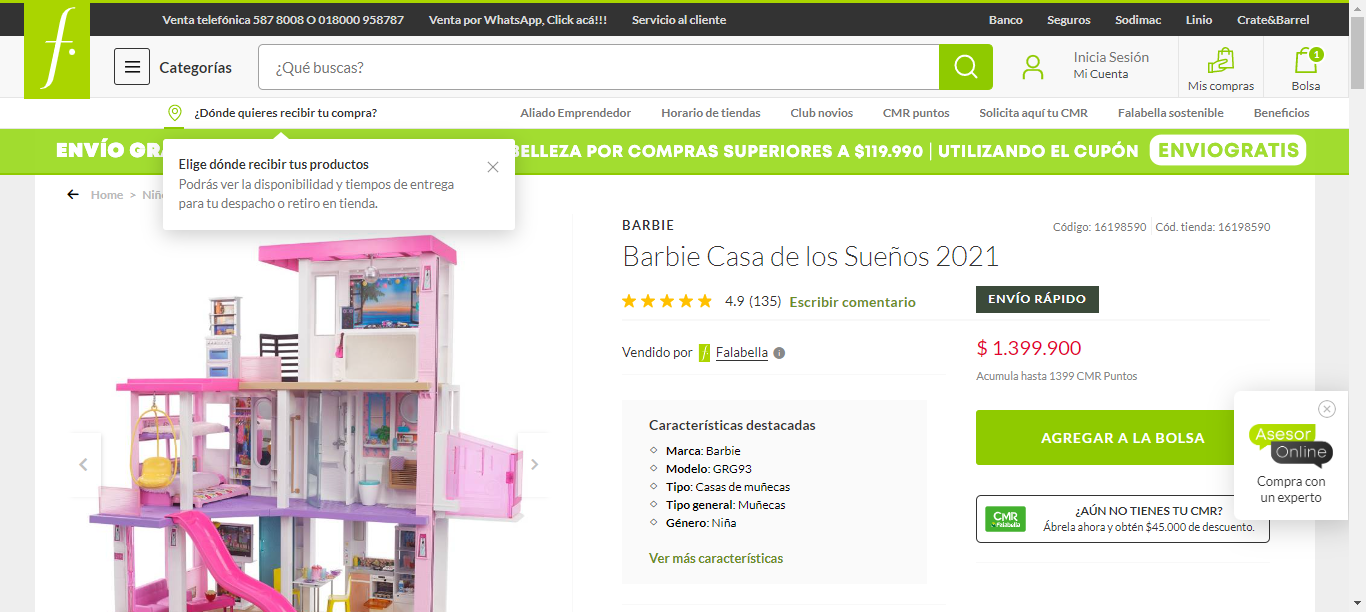 Venta telefónica 587 8008 O 018000 958787 Venta por WhatsApp, Click acá!!! Servicio al cliente Banco Seguros Sodimac Linio Crate&Barrel
f.
Categorías ¿Qué buscas? Inicia Sesión
Mi Cuenta
Mis compras
1
Bolsa
¿Dónde quieres recibir tu compra? Aliado Emprendedor Horario de tiendas Club novios CMR puntos Solicita aquí tu CMR Falabella sostenible Beneficios
ENVÍO GRA BELLEZA POR COMPRAS SUPERIORES A $119.990 | UTILIZANDO EL CUPÓN ENVIOGRATIS
Elige dónde recibir tus productos
Podrás ver la disponibilidad y tiempos de entrega
para tu despacho o retiro en tienda.
Home > Niñ
BARBIE
Código: 16198590 Cód. tienda: 16198590
Barbie Casa de los Sueños 2021
4.9 (135) Escribir comentario
ENVÍO RÁPIDO
Vendido por f Falabella
$ 1.399.900
Acumula hasta 1399 CMR Puntos
Características destacadas
Marca: Barbie
Modelo: GRG93
Tipo: Casas de muñecas
Tipo general: Muñecas
Género: Niña
Ver más características
AGREGAR A LA BOLSA
CMR
Falabella
¿AÚN NO TIENES TU CMR?
Ábrela ahora y obtén $45.000 de descuento.
Asesor
Online
Compra con
un experto